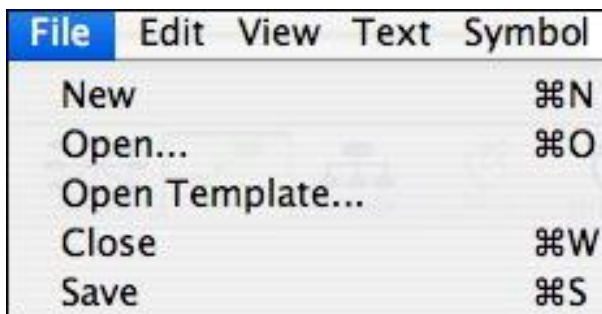 File Edit View Text Symbol
New ⌘N
Open... ⌘O
Open Template...
Close ⌘W
Save ⌘S